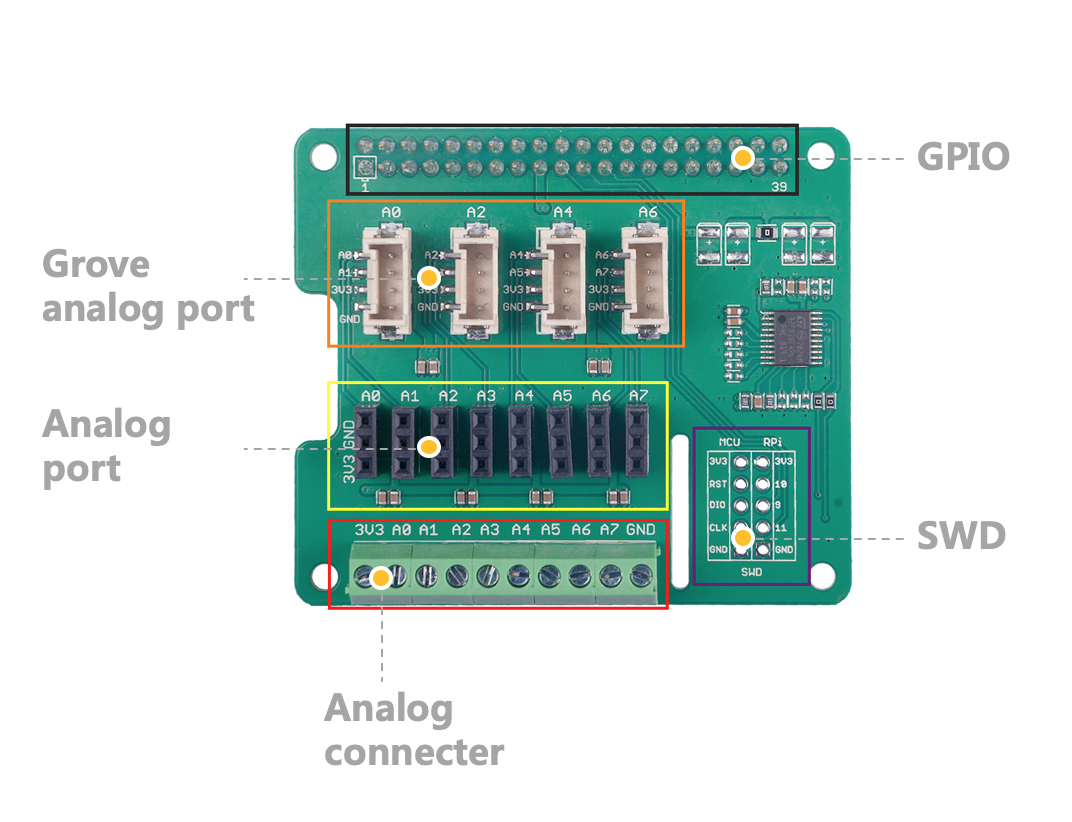 GPIO
1
39
A0 A2 A4 A6
A0 A2 A4 A6
A1 A5 A7
3V3 3V3 3V3 3V3
GND GND GND GND
Grove
analog port
A0 A1 A2 A3 A4 A5 A6 A7
GND
3V3
Analog
port
MCU RPi
3V3 3V3
RST 10
DIO 9
CLK 11
GND GND
SWD
SWD
3V3 A0 A1 A2 A3 A4 A5 A6 A7 GND
Analog
connecter